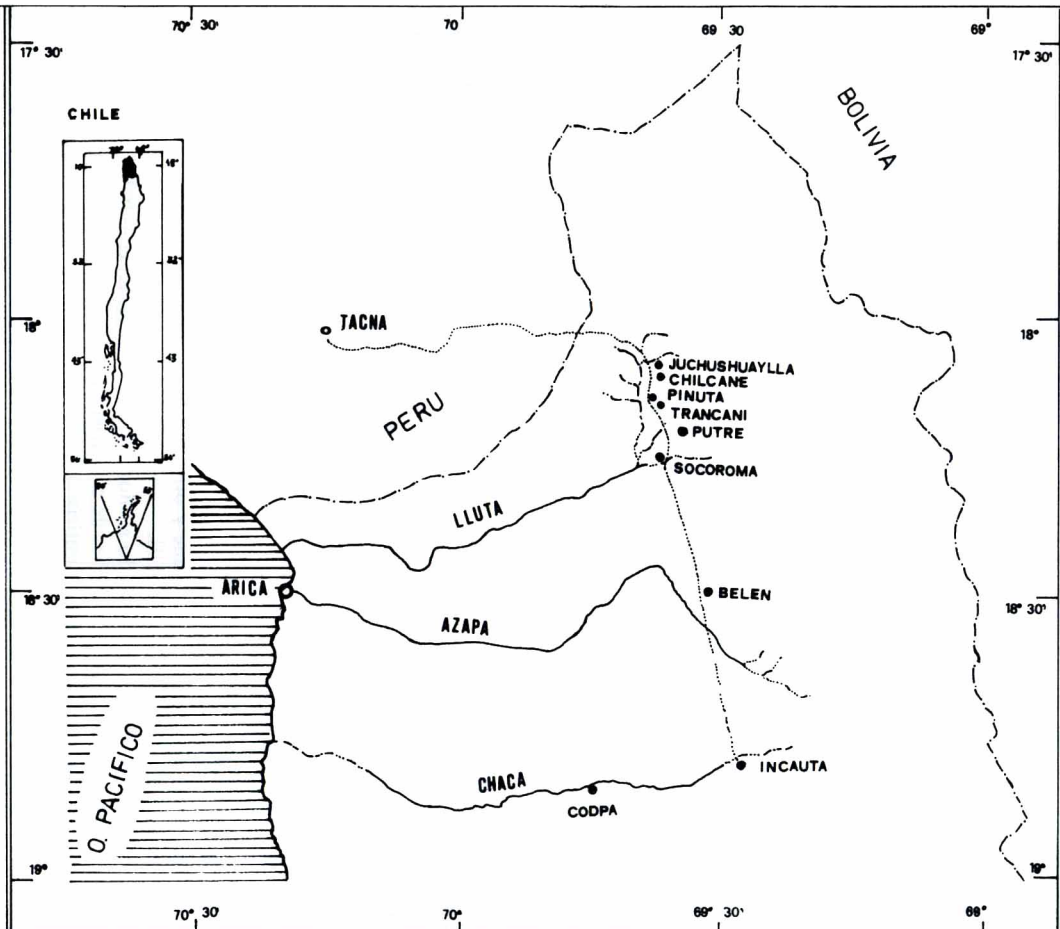 70° 30'
70
69 30
69°
17° 30'
17° 30'
CHILE
BOLIVIA
18°
TACNA
18°
JUCHUSHUAYLLA
CHILCANE
PINUTA
TRANCANI
PUTRE
SOCOROMA
PERU
LLUTA
ARICA
18° 30'
AZAPA
BELEN
18° 30'
O. PACIFICO
CHACA
CODPA
INCAUTA
19°
19°
70° 30'
70°
69° 30'
69°